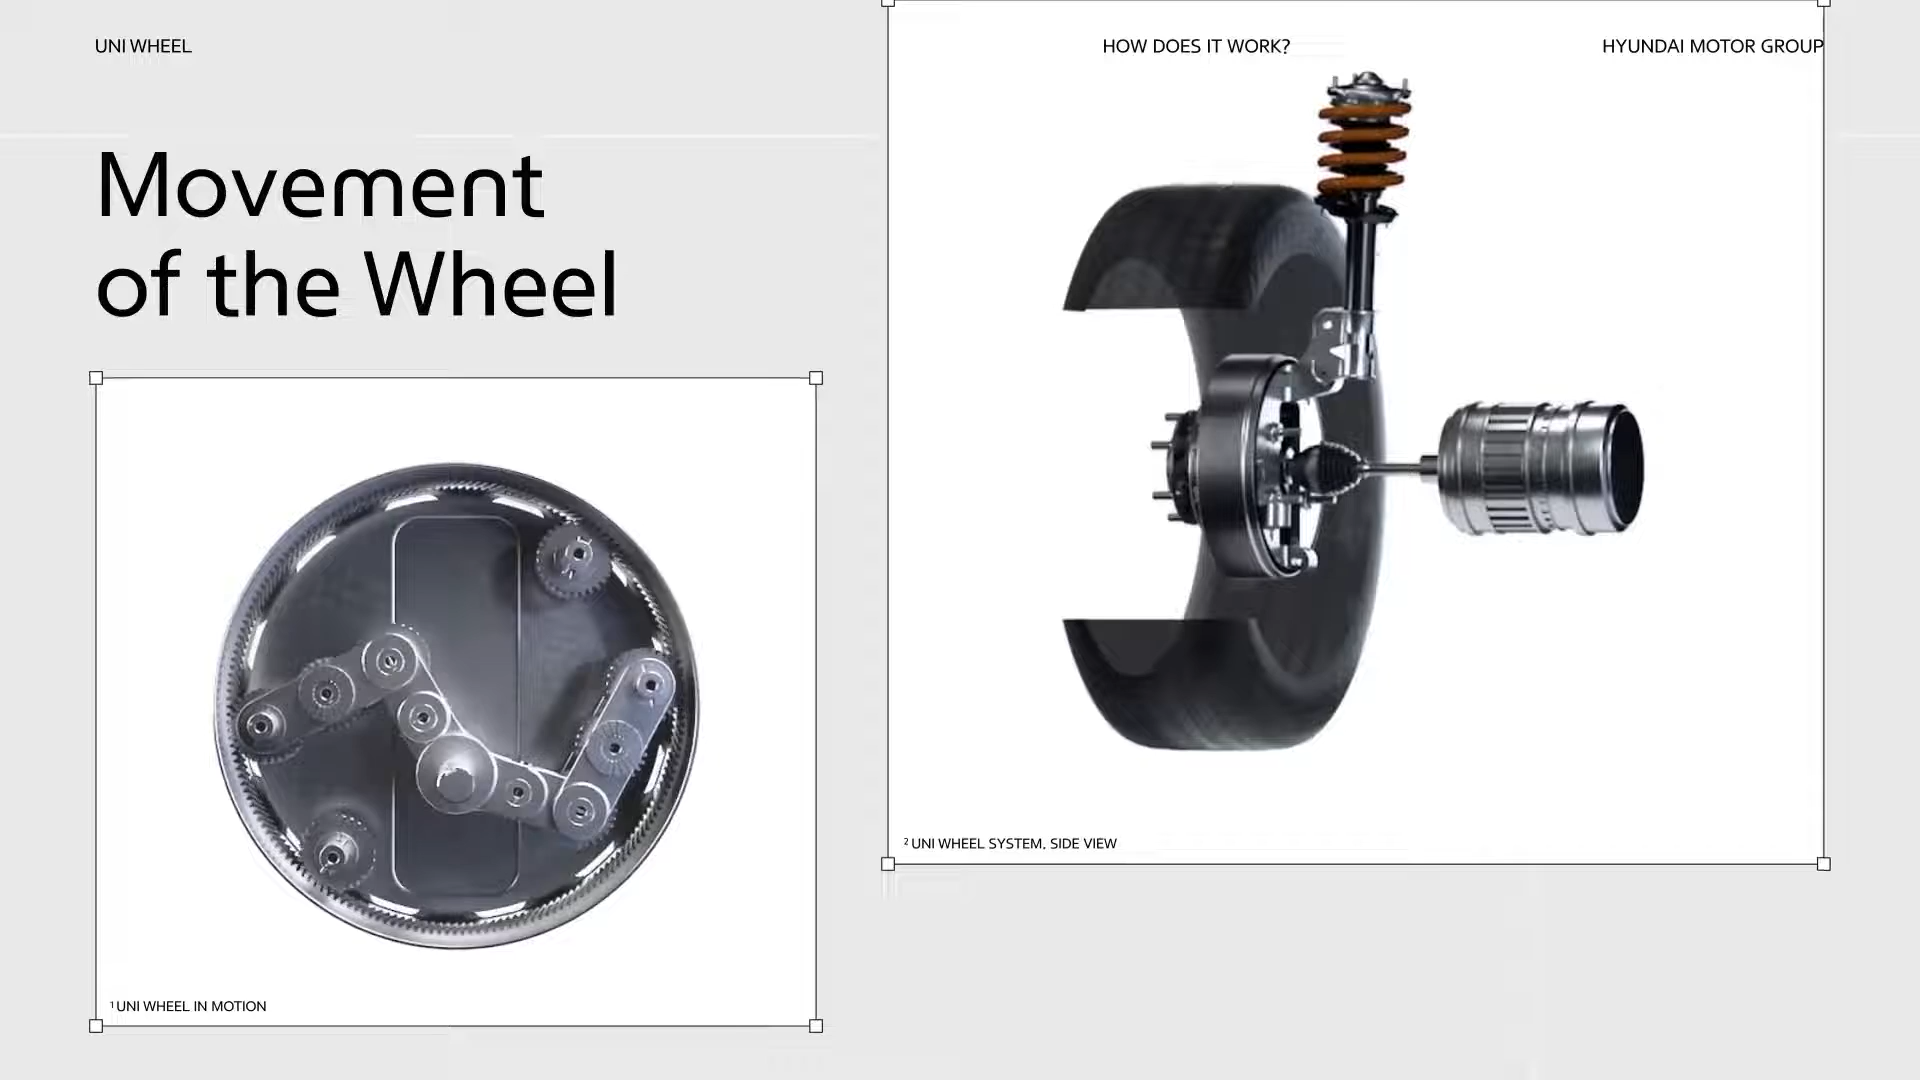 UNI WHEEL
HOW DOES IT WORK?
HYUNDAI MOTOR GROUP
Movement
of the Wheel
¹ UNI WHEEL IN MOTION
² UNI WHEEL SYSTEM, SIDE VIEW